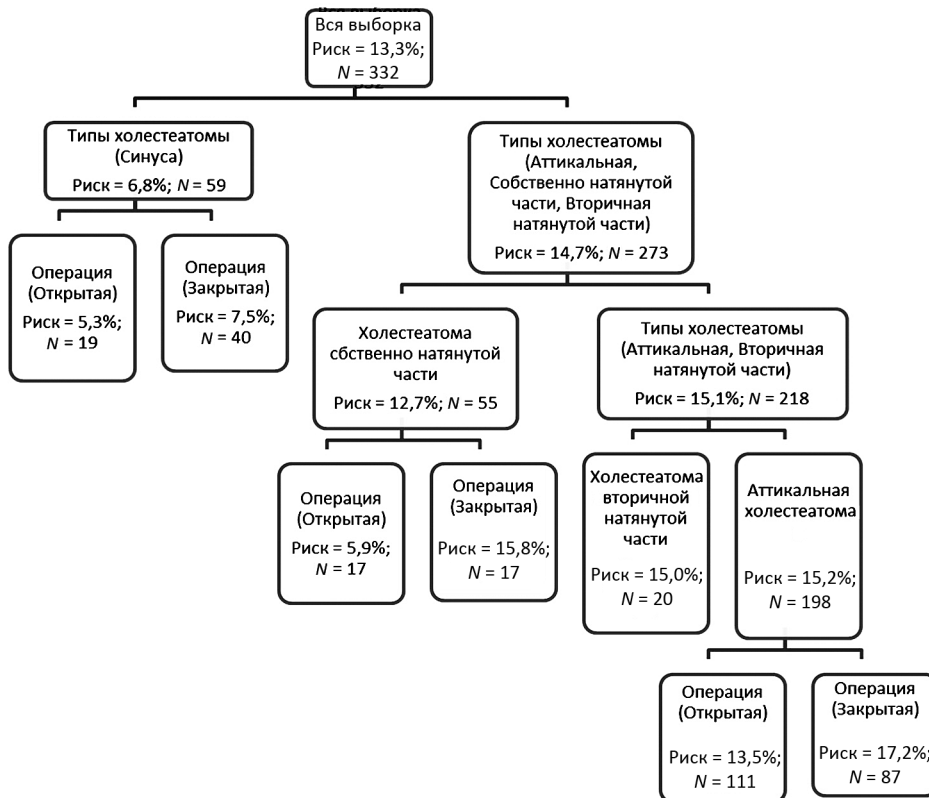 Вся выборка
Риск = 13,3%;
N = 332
Типы холестеатомы
(Синуса)
Риск = 6,8%; N = 59
Типы холестеатомы
(Аттикальная,
Собственно натянутой
части, Вторичная
натянутой части)
Риск = 14,7%; N = 273
Операция
(Открытая)
Риск = 5,3%;
N = 19
Операция
(Закрытая)
Риск = 7,5%;
N = 40
Холестеатома
сбственно натянутой
части
Риск = 12,7%; N = 55
Типы холестеатомы
(Аттикальная, Вторичная
натянутой части)
Риск = 15,1%; N = 218
Операция
(Открытая)
Риск = 5,9%;
N = 17
Операция
(Закрытая)
Риск = 15,8%;
N = 17
Холестеатома
вторичной
натянутой
части
Риск = 15,0%;
N = 20
Аттикальная
холестеатома
Риск = 15,2%;
N = 198
Операция
(Открытая)
Риск = 13,5%;
N = 111
Операция
(Закрытая)
Риск = 17,2%;
N = 87